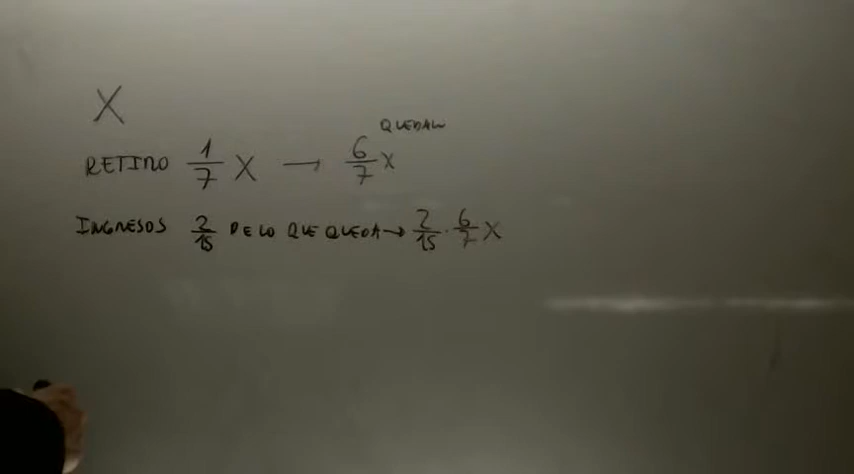 X
QUEDAN
RETIRO 1/7 X → 6/7 X
INGRESOS 2/15 DE LO QUE QUEDA → 2/15 · 6/7 X